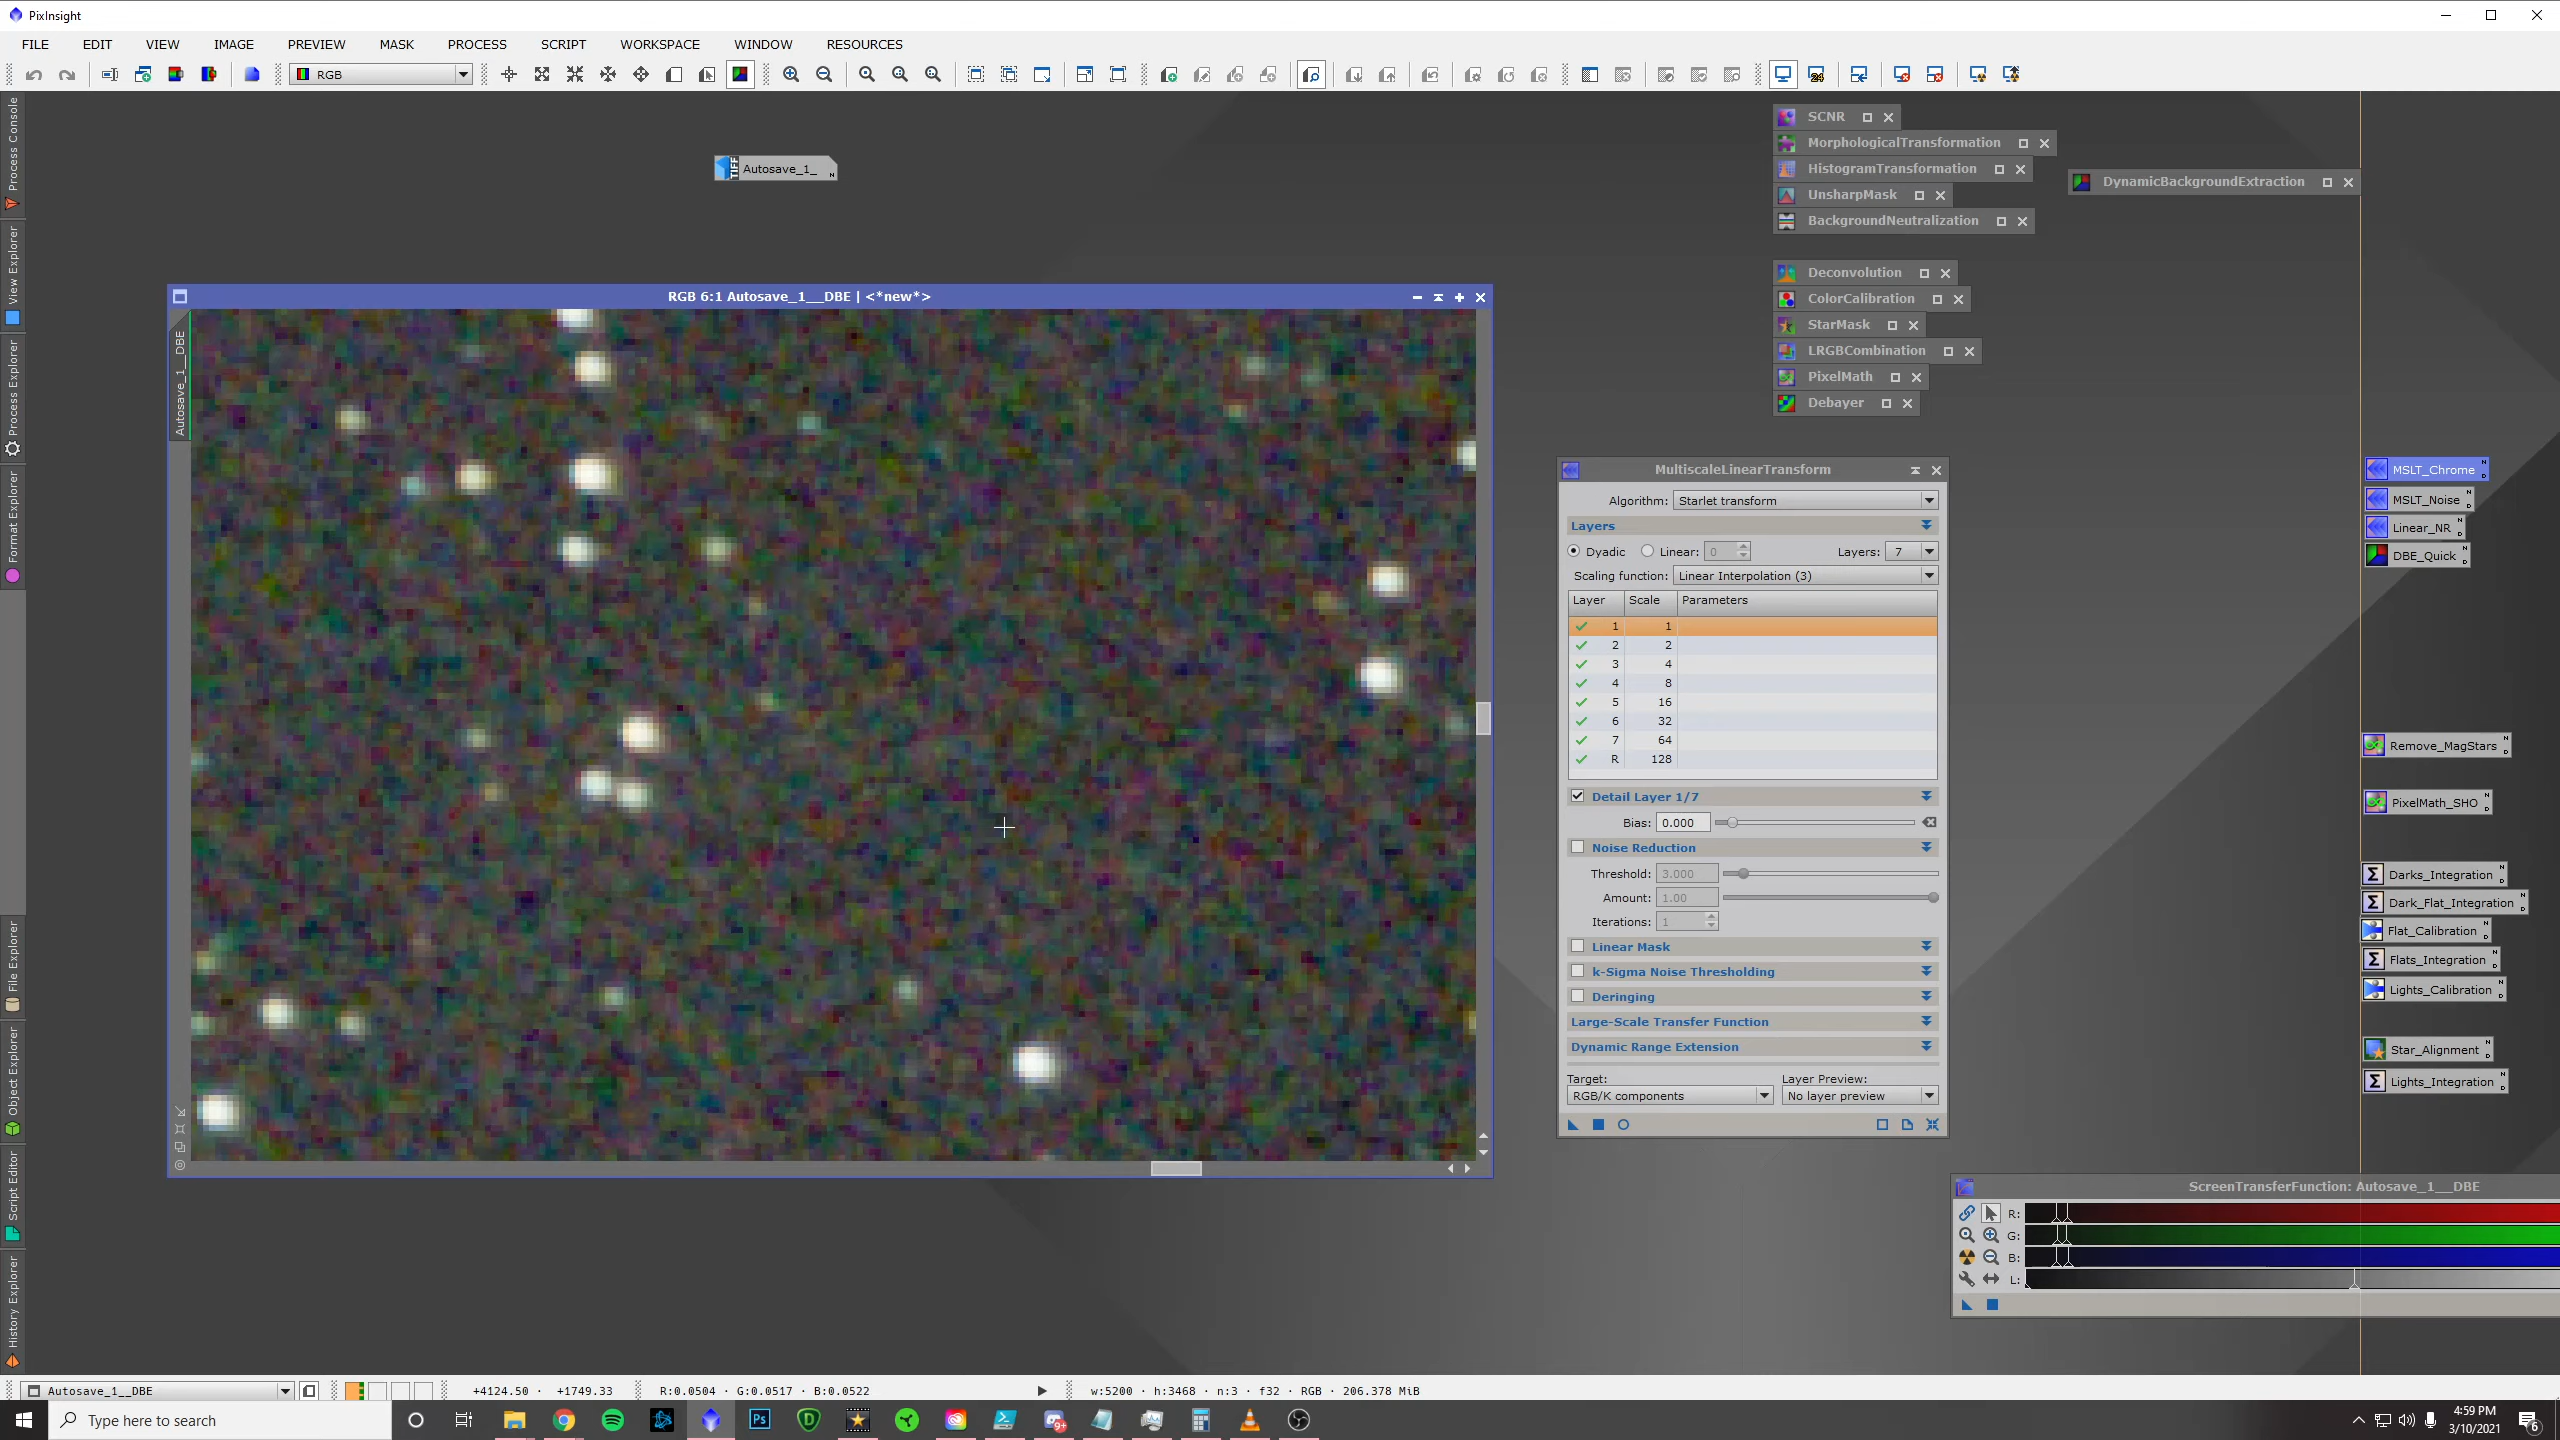 PixInsight
FILE EDIT VIEW IMAGE PREVIEW MASK PROCESS SCRIPT WORKSPACE WINDOW RESOURCES
RGB
24
Process Console
View Explorer
Process Explorer
Format Explorer
File Explorer
Object Explorer
Script Editor
History Explorer
TIFF Autosave_1_
N
SCNR
MorphologicalTransformation
HistogramTransformation
UnsharpMask
BackgroundNeutralization
DynamicBackgroundExtraction
Deconvolution
ColorCalibration
StarMask
LRGBCombination
PixelMath
Debayer
RGB 6:1 Autosave_1__DBE | <*new*>
Autosave_1__DBE
MultiscaleLinearTransform
Algorithm: Starlet transform
Layers
Dyadic Linear: 0 Layers: 7
Scaling function: Linear Interpolation (3)
Layer Scale Parameters
1 1
2 2
3 4
4 8
5 16
6 32
7 64
R 128
Detail Layer 1/7
Bias: 0.000
Noise Reduction
Threshold: 3.000
Amount: 1.00
Iterations: 1
Linear Mask
k-Sigma Noise Thresholding
Deringing
Large-Scale Transfer Function
Dynamic Range Extension
Target: Layer Preview:
RGB/K components No layer preview
MSLT_Chrome
MSLT_Noise
Linear_NR
DBE_Quick
Remove_MagStars
PixelMath_SHO
Darks_Integration
Dark_Flat_Integration
Flat_Calibration
Flats_Integration
Lights_Calibration
Star_Alignment
Lights_Integration
ScreenTransferFunction: Autosave_1__DBE
R:
G:
B:
L:
Autosave_1__DBE +4124.50 · +1749.33 R:0.0504 · G:0.0517 · B:0.0522 w:5200 · h:3468 · n:3 · f32 · RGB · 206.378 MiB
Type here to search
Ps
9+
4:59 PM
3/10/2021
6